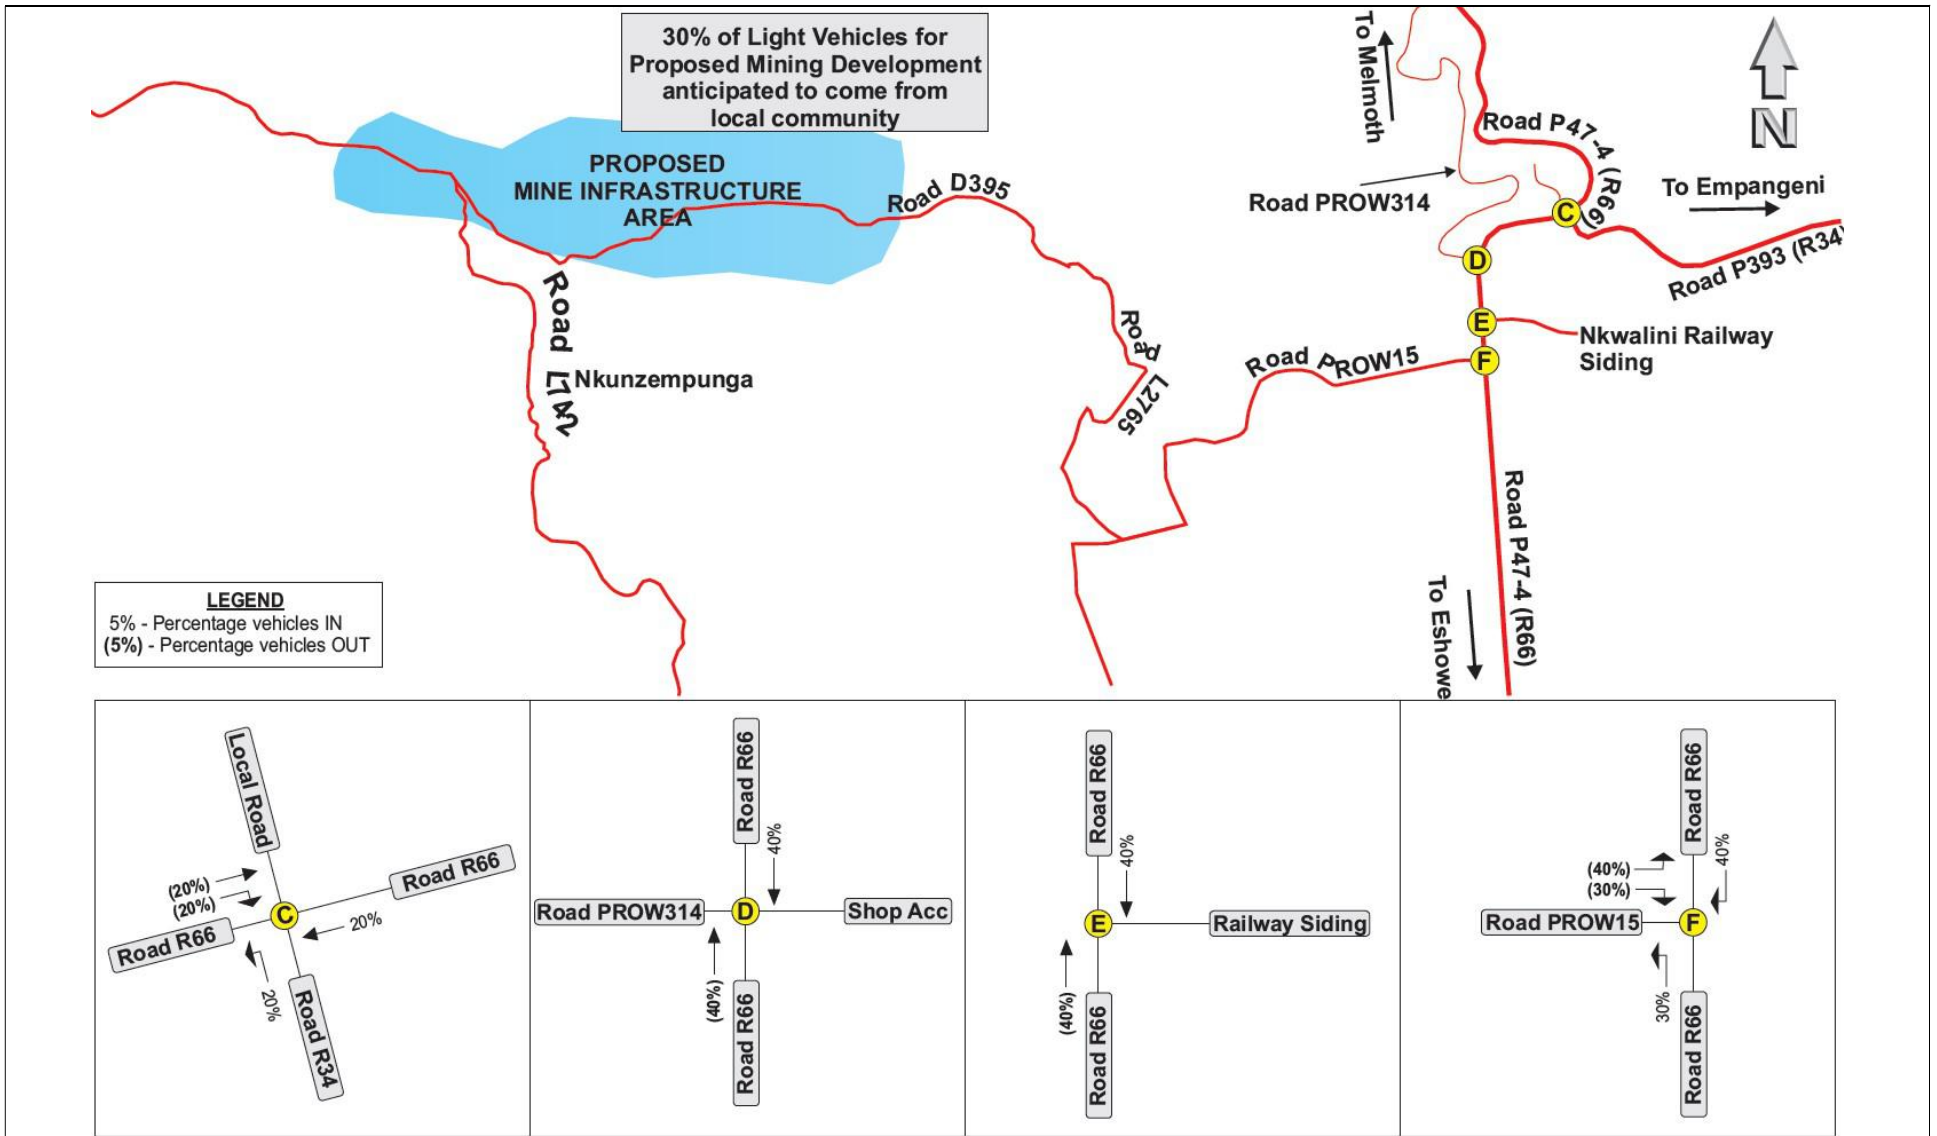 30% of Light Vehicles for
Proposed Mining Development
anticipated to come from
local community
PROPOSED
MINE INFRASTRUCTURE
AREA
Road D395
Road L1742
Nkunzempunga
Road L2765
To Melmoth
Road P47-4 (R66)
Road PROW314
To Empangeni
Road P393 (R34)
N
C
D
E
F
Nkwalini Railway
Siding
Road PROW15
Road P47-4 (R66)
To Eshowe
LEGEND
5% - Percentage vehicles IN
(5%) - Percentage vehicles OUT
Local Road
(20%)
(20%)
Road R66
C
Road R66
20%
20%
Road R34
Road R66
40%
Road PROW314
D
Shop Acc
(40%)
Road R66
Road R66
40%
E
Railway Siding
(40%)
Road R66
Road R66
(40%)
(30%)
40%
Road PROW15
F
30%
Road R66